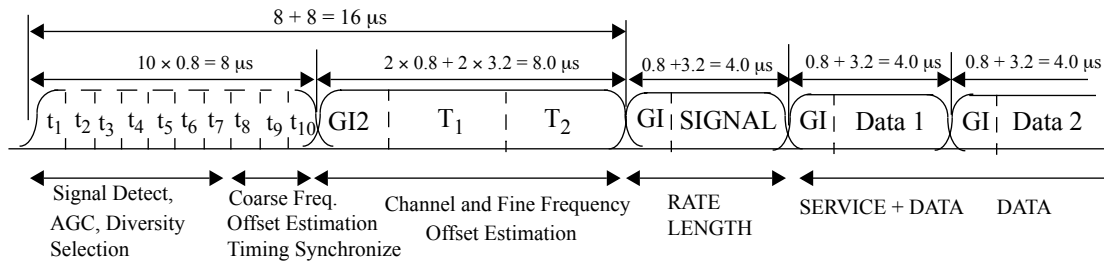 8 + 8 = 16 μs
10 × 0.8 = 8 μs
2 × 0.8 + 2 × 3.2 = 8.0 μs
0.8 +3.2 = 4.0 μs
0.8 + 3.2 = 4.0 μs
0.8 + 3.2 = 4.0 μs
t1 t2 t3 t4 t5 t6 t7 t8 t9 t10
GI2 T1 T2
GI SIGNAL
GI Data 1
GI Data 2
Signal Detect,
AGC, Diversity
Selection
Coarse Freq.
Offset Estimation
Timing Synchronize
Channel and Fine Frequency
Offset Estimation
RATE
LENGTH
SERVICE + DATA
DATA